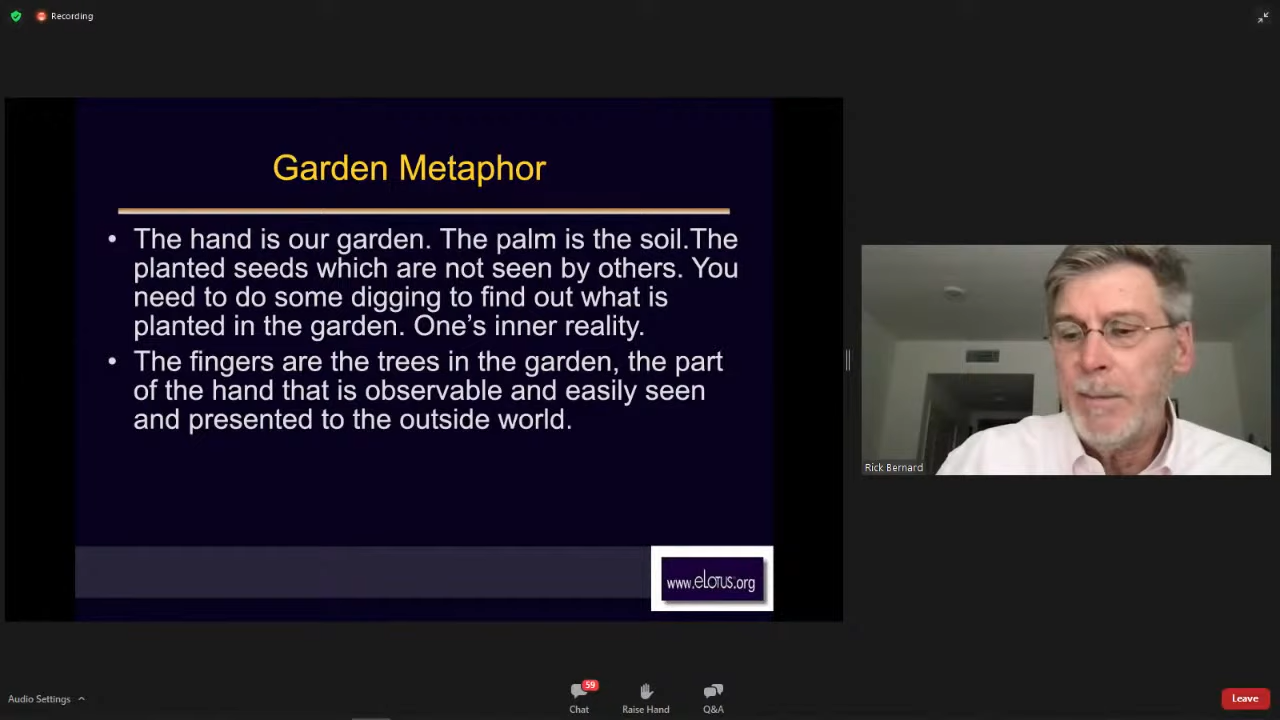 Recording
Garden Metaphor
• The hand is our garden. The palm is the soil.The
planted seeds which are not seen by others. You
need to do some digging to find out what is
planted in the garden. One's inner reality.
• The fingers are the trees in the garden, the part
of the hand that is observable and easily seen
and presented to the outside world.
www.eLotus.org
Rick Bernard
Audio Settings
59
Chat
Raise Hand
Q&A
Leave